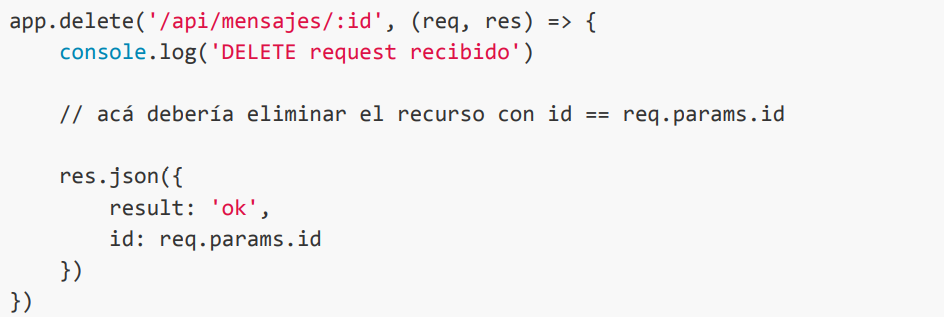 app.delete('/api/mensajes/:id', (req, res) => {
    console.log('DELETE request recibido')
    // acá debería eliminar el recurso con id == req.params.id
    res.json({
        result: 'ok',
        id: req.params.id
    })
})